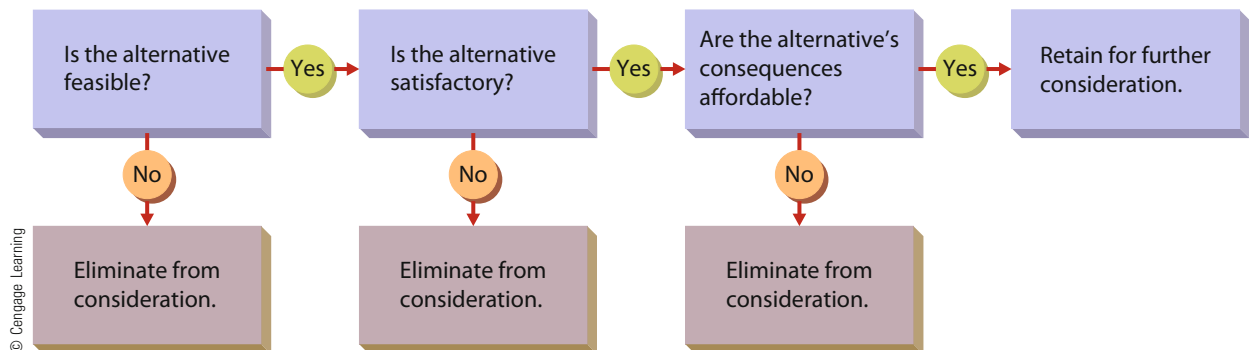 Is the alternative
feasible?
Yes
Is the alternative
satisfactory?
Yes
Are the alternative’s
consequences
affordable?
Yes
Retain for further
consideration.
No
No
No
Eliminate from
consideration.
Eliminate from
consideration.
Eliminate from
consideration.
© Cengage Learning